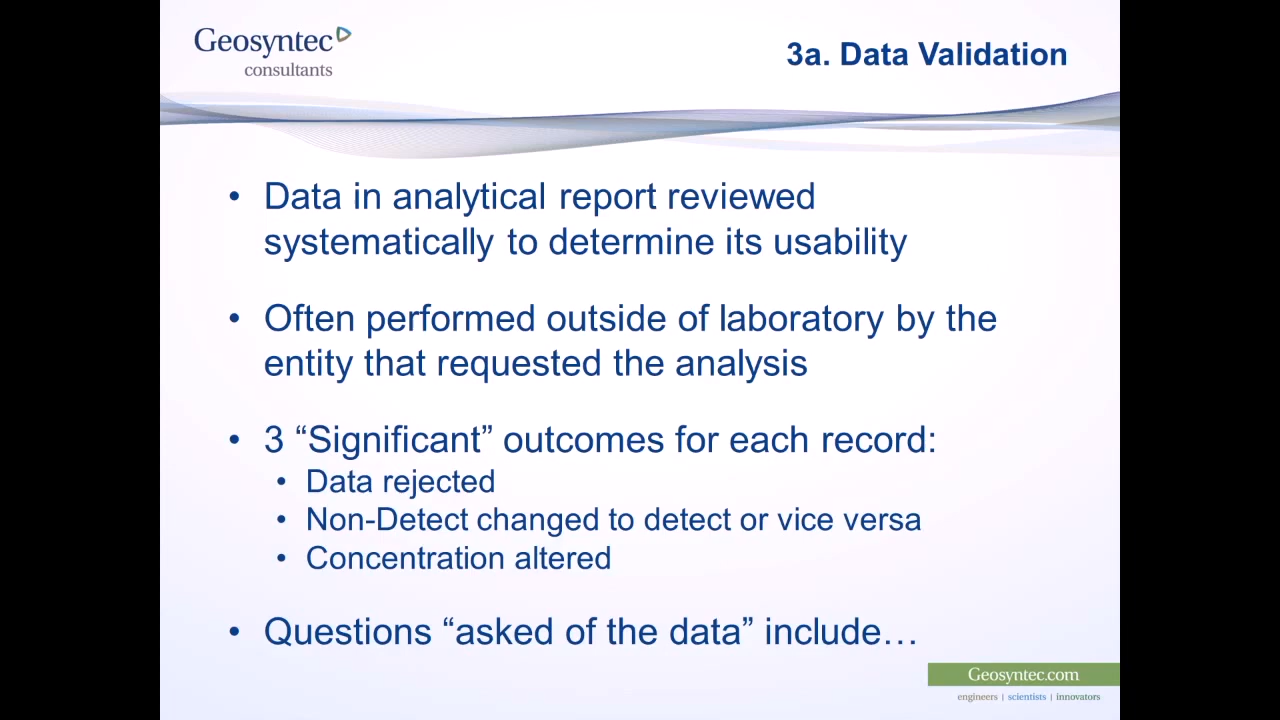 Geosyntec
consultants
3a. Data Validation
• Data in analytical report reviewed
systematically to determine its usability
• Often performed outside of laboratory by the
entity that requested the analysis
• 3 “Significant” outcomes for each record:
• Data rejected
• Non-Detect changed to detect or vice versa
• Concentration altered
• Questions “asked of the data” include…
Geosyntec.com
engineers | scientists | innovators